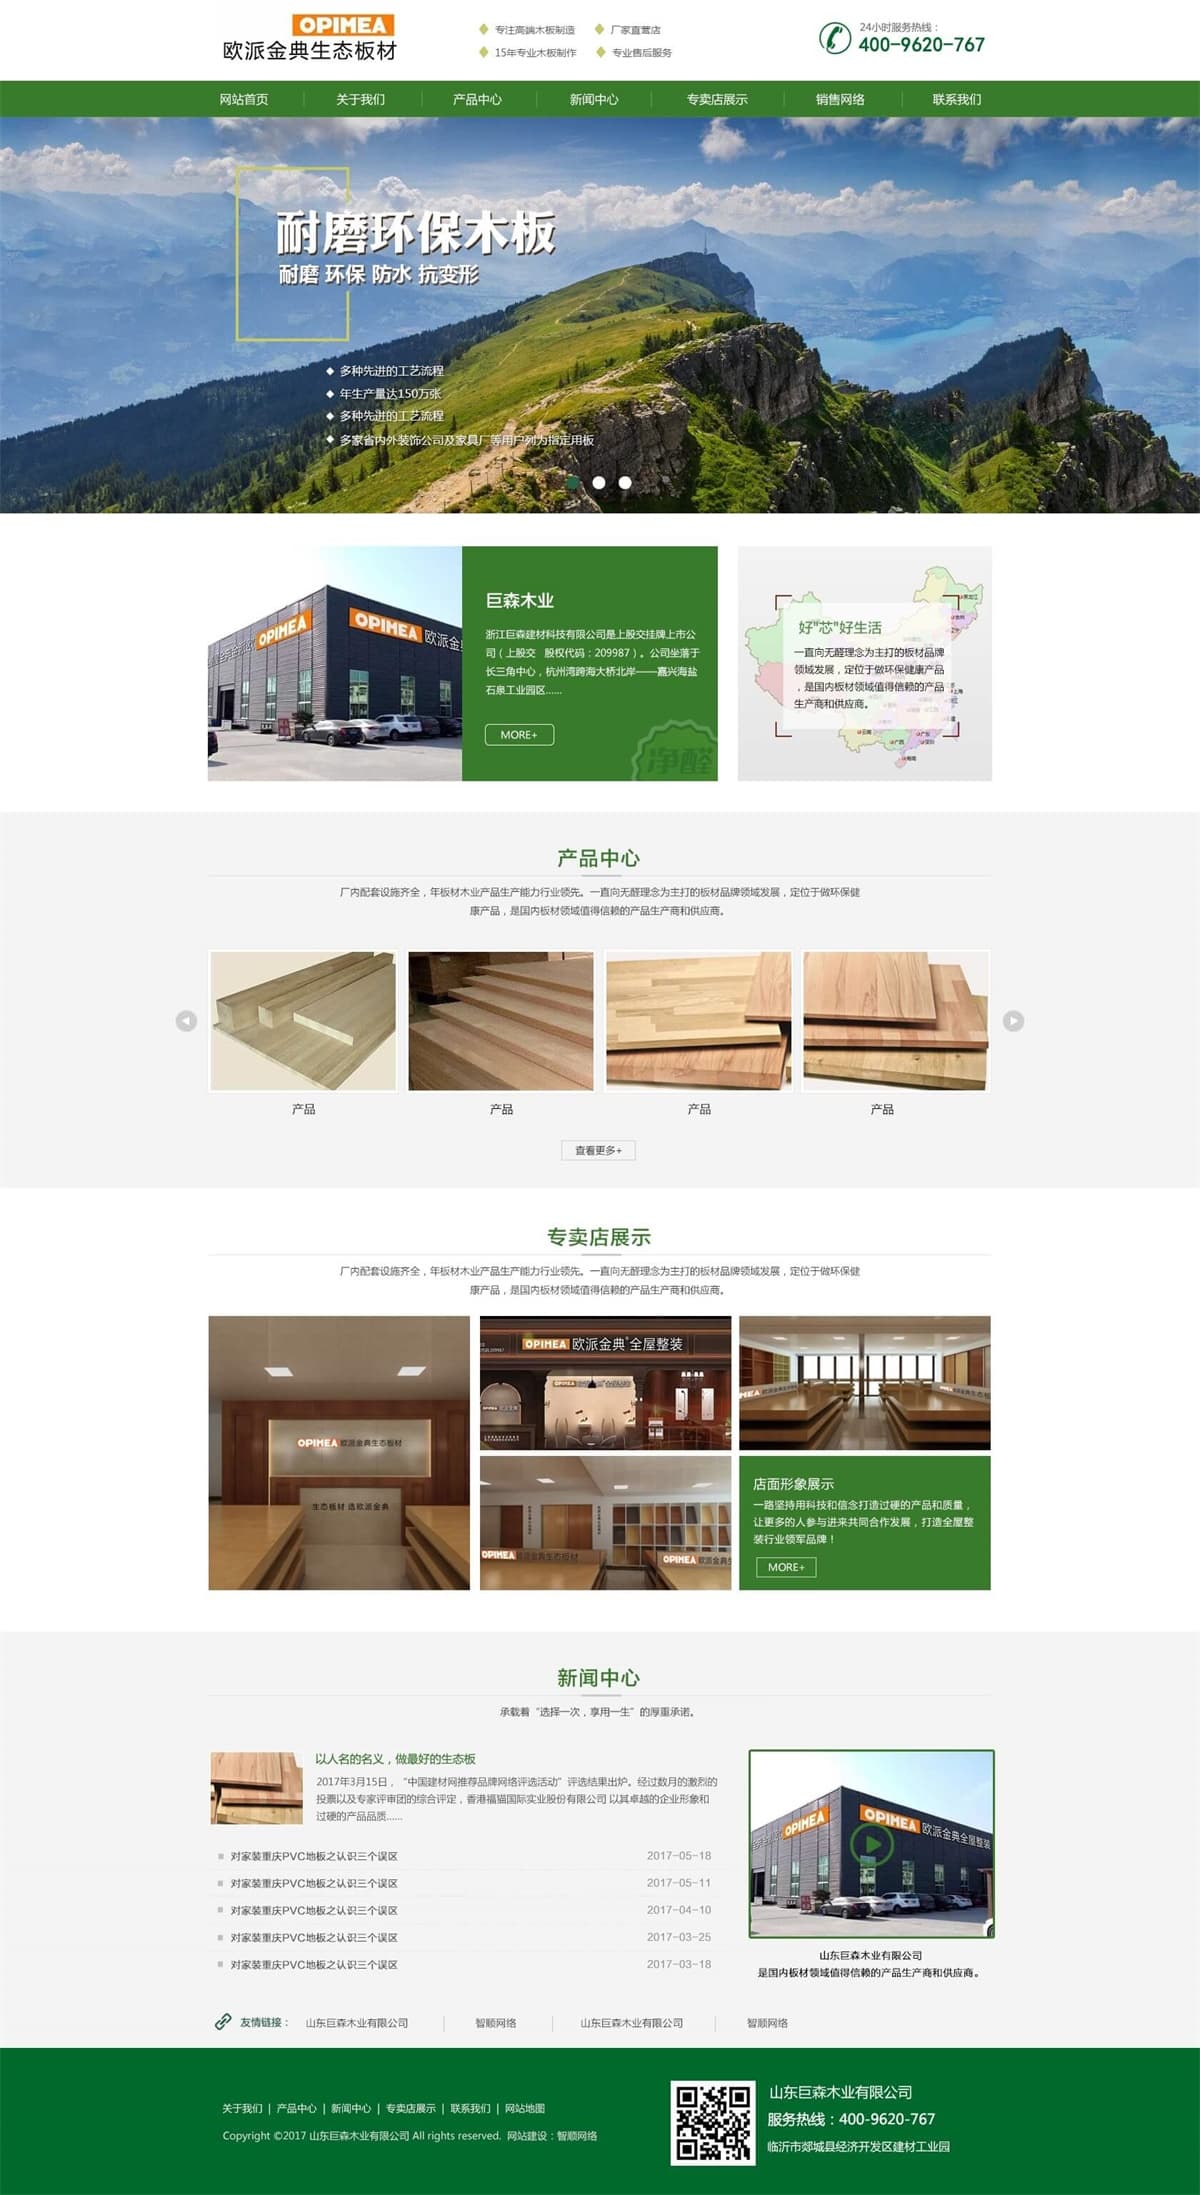 OPIMEA
欧派金典生态板材
专注高端木板制造
厂家直营店
15年专业木板制作
专业售后服务
24小时服务热线：
400-9620-767
网站首页
关于我们
产品中心
新闻中心
专卖店展示
销售网络
联系我们
耐磨环保木板
耐磨 环保 防水 抗变形
多种先进的工艺流程
年生产量达150万张
多种先进的工艺流程
多家省内外装饰公司及家具厂等用户列为指定用板
OPIMEA
OPIMEA 欧派金
巨森木业
浙江巨森建材科技有限公司是上股交挂牌上市公
司（上股交 股权代码：209987）。公司坐落于
长三角中心，杭州湾跨海大桥北岸——嘉兴海盐
石泉工业园区......
MORE+
净醛
好"芯"好生活
一直向无醛理念为主打的板材品牌
领域发展，定位于做环保健康产品
，是国内板材领域值得信赖的产品
生产商和供应商。
产品中心
厂内配套设施齐全，年板材木业产品生产能力行业领先。一直向无醛理念为主打的板材品牌领域发展，定位于做环保健
康产品，是国内板材领域值得信赖的产品生产商和供应商。
产品
产品
产品
产品
查看更多+
专卖店展示
厂内配套设施齐全，年板材木业产品生产能力行业领先。一直向无醛理念为主打的板材品牌领域发展，定位于做环保健
康产品，是国内板材领域值得信赖的产品生产商和供应商。
OPIMEA 欧派金典生态板材
生态板材 选欧派金典
OPIMEA 欧派金典 全屋整装
OPIMEA 欧派金典生态板材
OPIMEA 欧派金典生
店面形象展示
一路坚持用科技和信念打造过硬的产品和质量，
让更多的人参与进来共同合作发展，打造全屋整
装行业领军品牌！
MORE+
新闻中心
承载着“选择一次，享用一生”的厚重承诺。
以人名的名义，做最好的生态板
2017年3月15日，“中国建材网推荐品牌网络评选活动”评选结果出炉。经过数月的激烈的
投票以及专家评审团的综合评定，香港福猫国际实业股份有限公司 以其卓越的企业形象和
过硬的产品品质......
对家装重庆PVC地板之认识三个误区 2017-05-18
对家装重庆PVC地板之认识三个误区 2017-05-11
对家装重庆PVC地板之认识三个误区 2017-04-10
对家装重庆PVC地板之认识三个误区 2017-03-25
对家装重庆PVC地板之认识三个误区 2017-03-18
OPIMEA
OPIMEA 欧派金典全屋整装
山东巨森木业有限公司
是国内板材领域值得信赖的产品生产商和供应商。
友情链接：
山东巨森木业有限公司
智顺网络
山东巨森木业有限公司
智顺网络
关于我们 | 产品中心 | 新闻中心 | 专卖店展示 | 联系我们 | 网站地图
Copyright ©2017 山东巨森木业有限公司 All rights reserved. 网站建设：智顺网络
山东巨森木业有限公司
服务热线：400-9620-767
临沂市郯城县经济开发区建材工业园